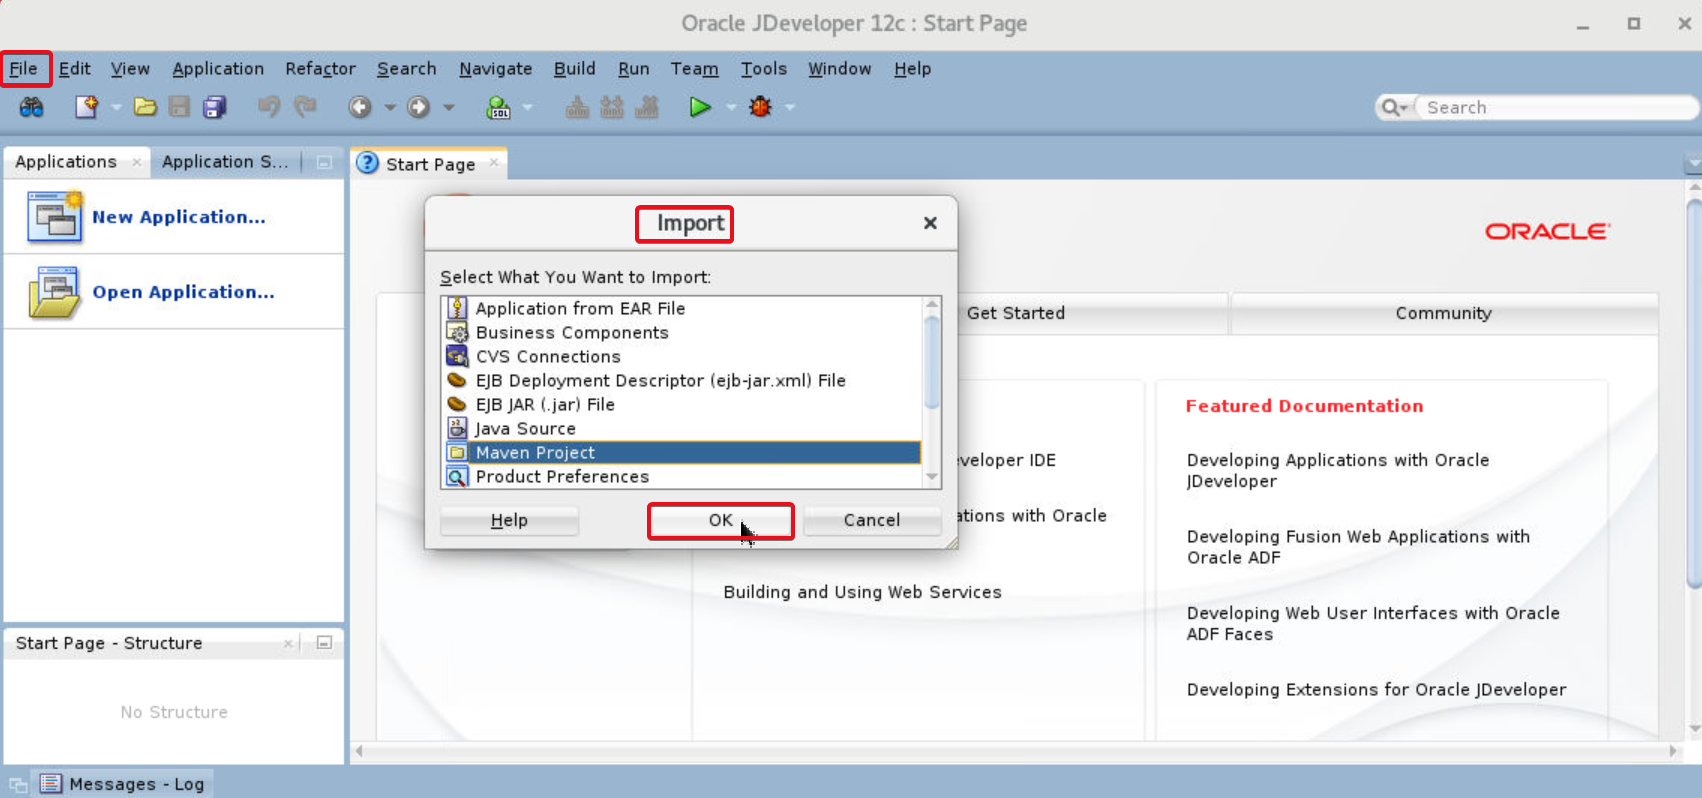 Oracle JDeveloper 12c : Start Page
File Edit View Application Refactor Search Navigate Build Run Team Tools Window Help
SQL
Search
Applications
Application S...
Start Page
New Application...
Open Application...
ORACLE
Import
Select What You Want to Import:
Application from EAR File
Business Components
CVS Connections
EJB Deployment Descriptor (ejb-jar.xml) File
EJB JAR (.jar) File
Java Source
Maven Project
Product Preferences
Help
OK
Cancel
Get Started
Community
veloper IDE
ations with Oracle
Building and Using Web Services
Featured Documentation
Developing Applications with Oracle
JDeveloper
Developing Fusion Web Applications with
Oracle ADF
Developing Web User Interfaces with Oracle
ADF Faces
Developing Extensions for Oracle JDeveloper
Start Page - Structure
No Structure
Messages - Log